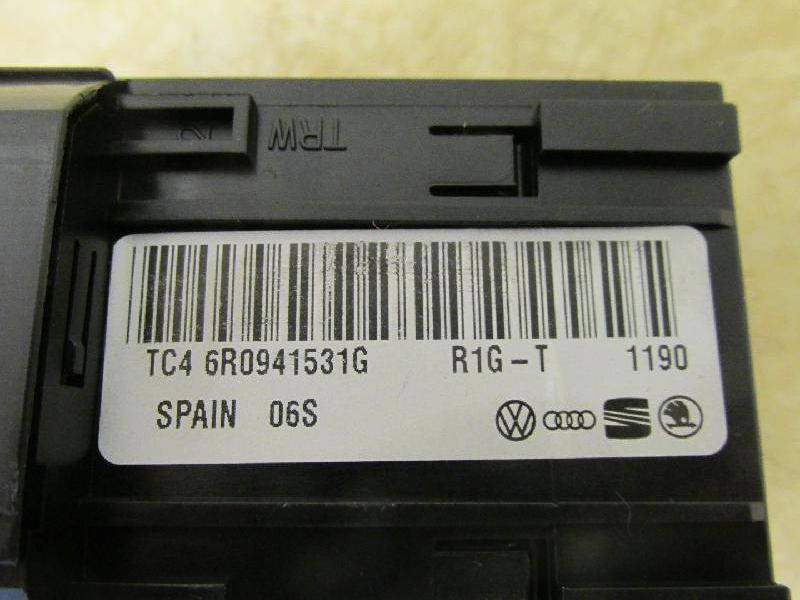 TRW
TC4 6R0941531G R1G-T 1190
SPAIN 06S